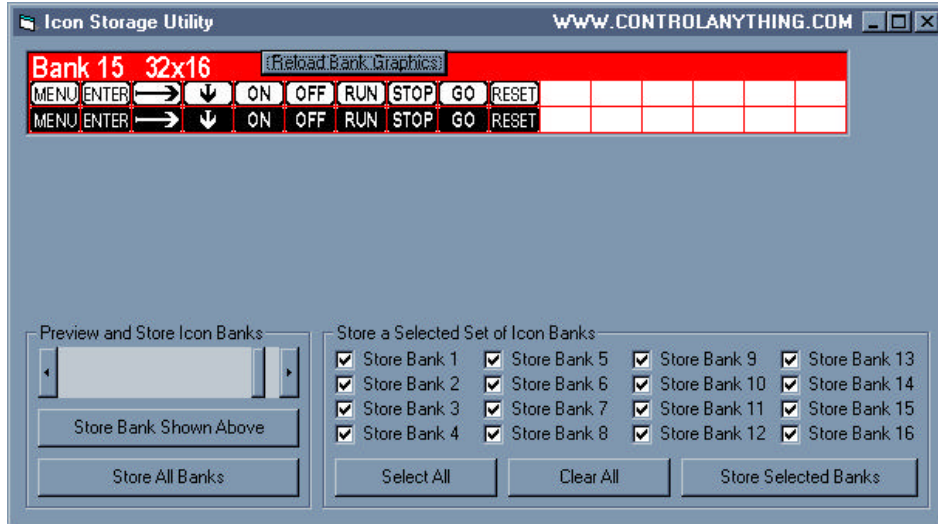 Icon Storage Utility WWW.CONTROLANYTHING.COM
Bank 15 32x16 Reload Bank Graphics
MENU ENTER ON OFF RUN STOP GO RESET
MENU ENTER ON OFF RUN STOP GO RESET
Preview and Store Icon Banks
Store Bank Shown Above
Store All Banks
Store a Selected Set of Icon Banks
Store Bank 1 Store Bank 5 Store Bank 9 Store Bank 13
Store Bank 2 Store Bank 6 Store Bank 10 Store Bank 14
Store Bank 3 Store Bank 7 Store Bank 11 Store Bank 15
Store Bank 4 Store Bank 8 Store Bank 12 Store Bank 16
Select All Clear All Store Selected Banks